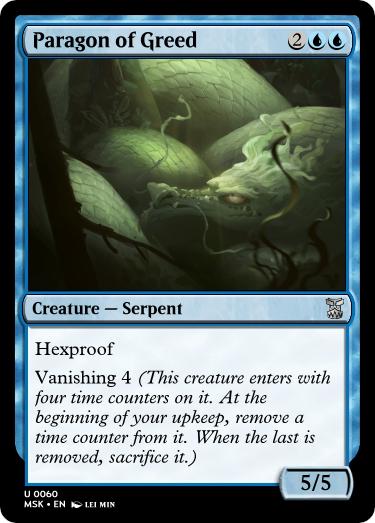 Paragon of Greed 2
Creature — Serpent
Hexproof
Vanishing 4 (This creature enters with
four time counters on it. At the
beginning of your upkeep, remove a
time counter from it. When the last is
removed, sacrifice it.)
5/5
U 0060
MSK • EN LEI MIN